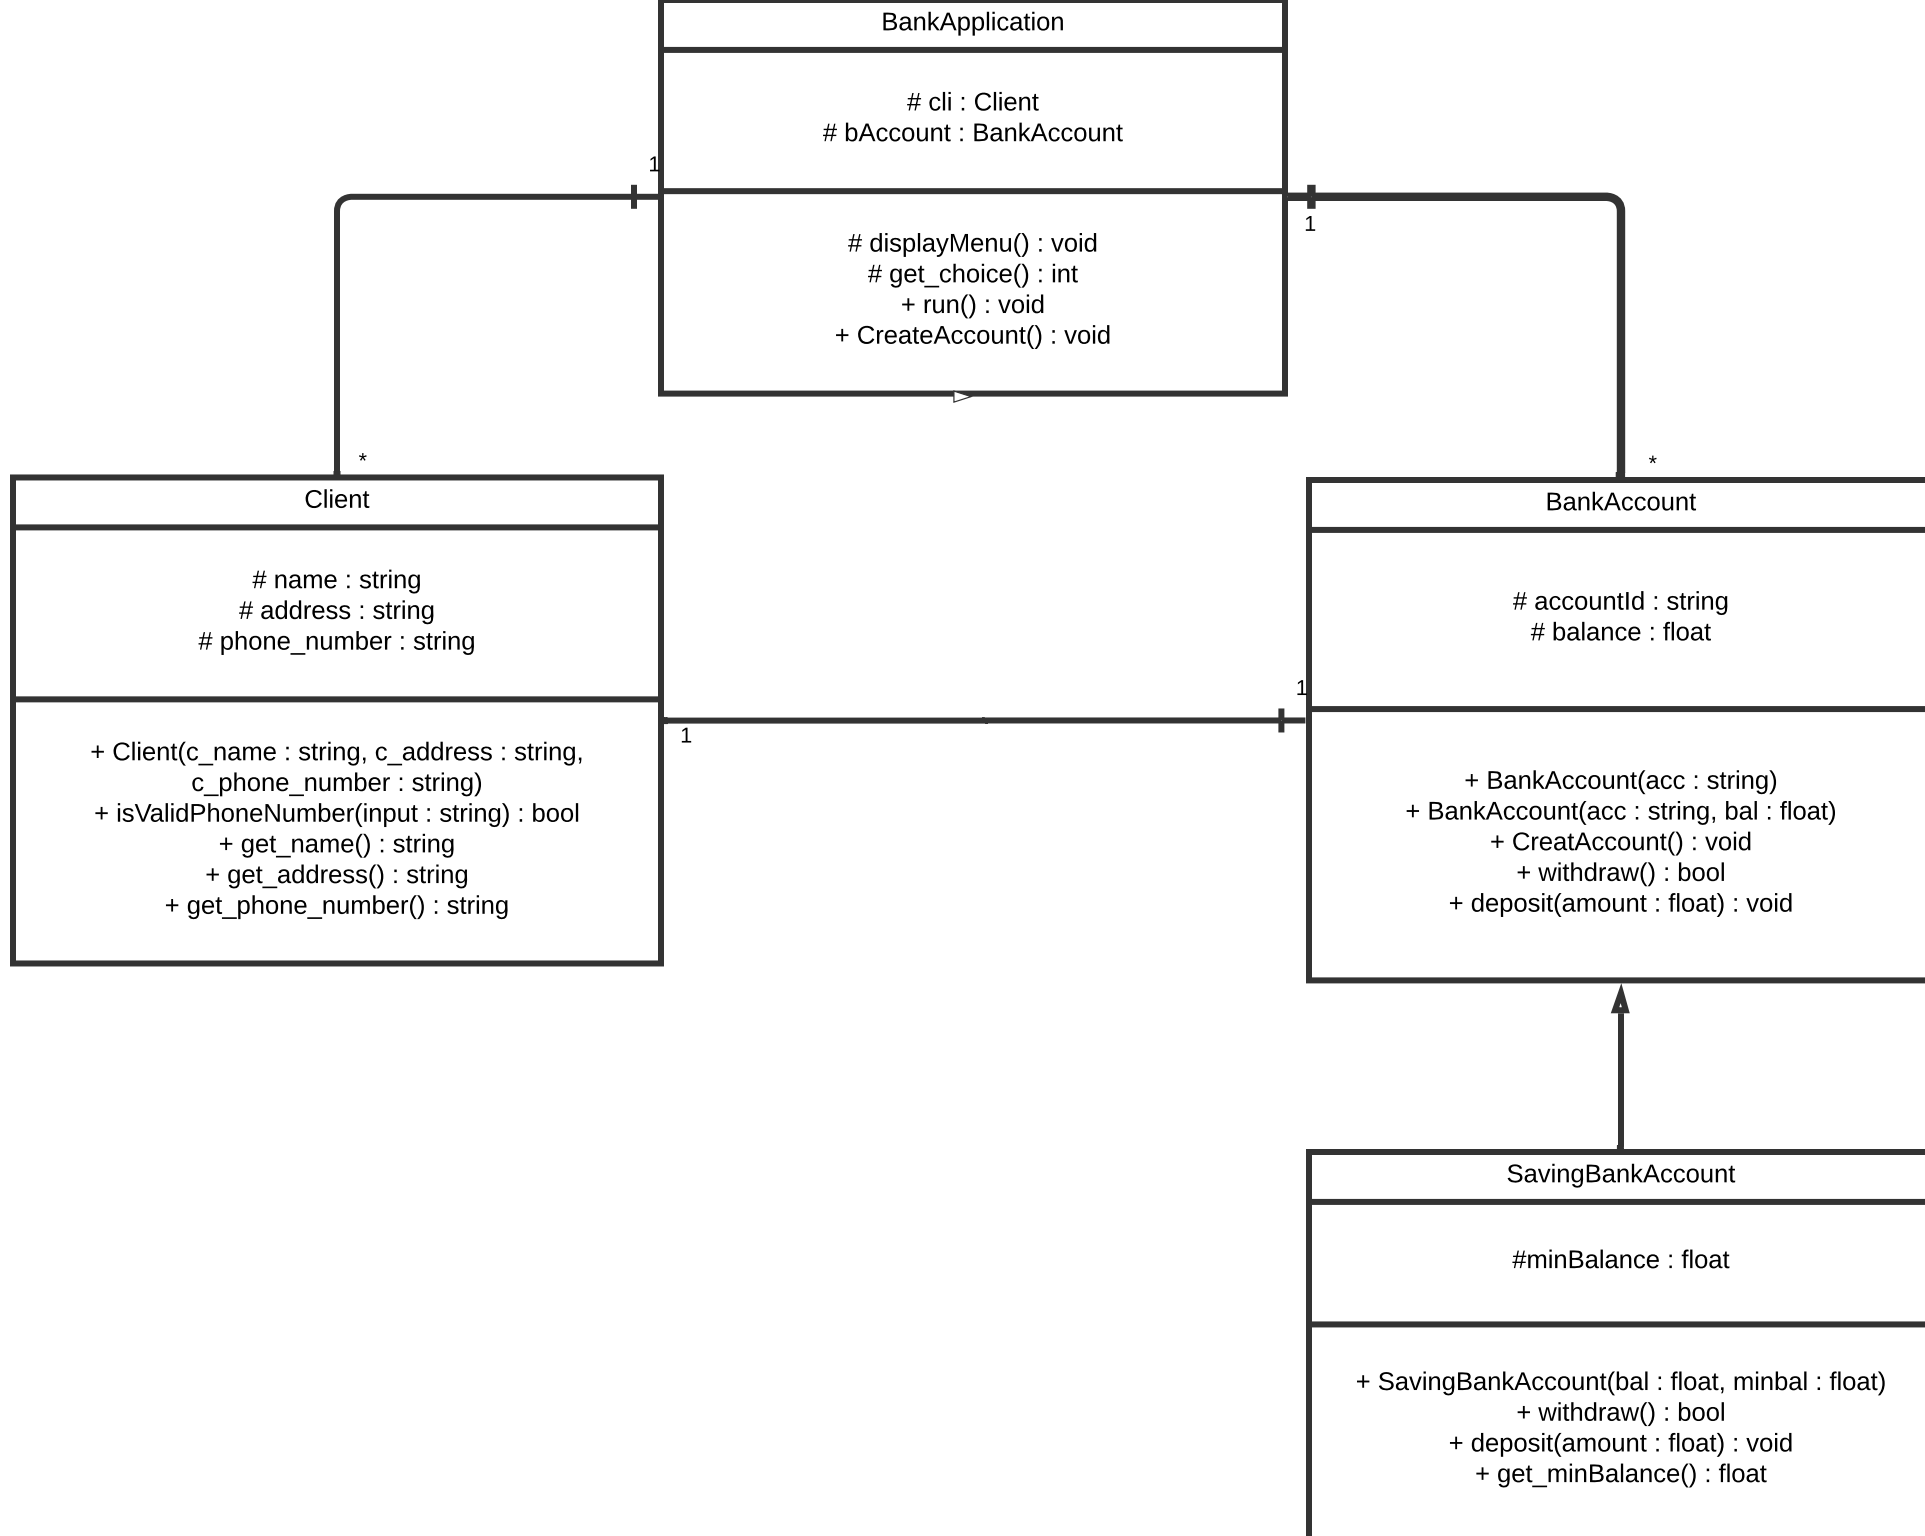 BankApplication
# cli : Client
# bAccount : BankAccount
1
# displayMenu() : void
# get_choice() : int
+ run() : void
+ CreateAccount() : void
1
*
*
Client
# name : string
# address : string
# phone_number : string
+ Client(c_name : string, c_address : string,
c_phone_number : string)
+ isValidPhoneNumber(input : string) : bool
+ get_name() : string
+ get_address() : string
+ get_phone_number() : string
1
1
BankAccount
# accountId : string
# balance : float
+ BankAccount(acc : string)
+ BankAccount(acc : string, bal : float)
+ CreatAccount() : void
+ withdraw() : bool
+ deposit(amount : float) : void
SavingBankAccount
#minBalance : float
+ SavingBankAccount(bal : float, minbal : float)
+ withdraw() : bool
+ deposit(amount : float) : void
+ get_minBalance() : float